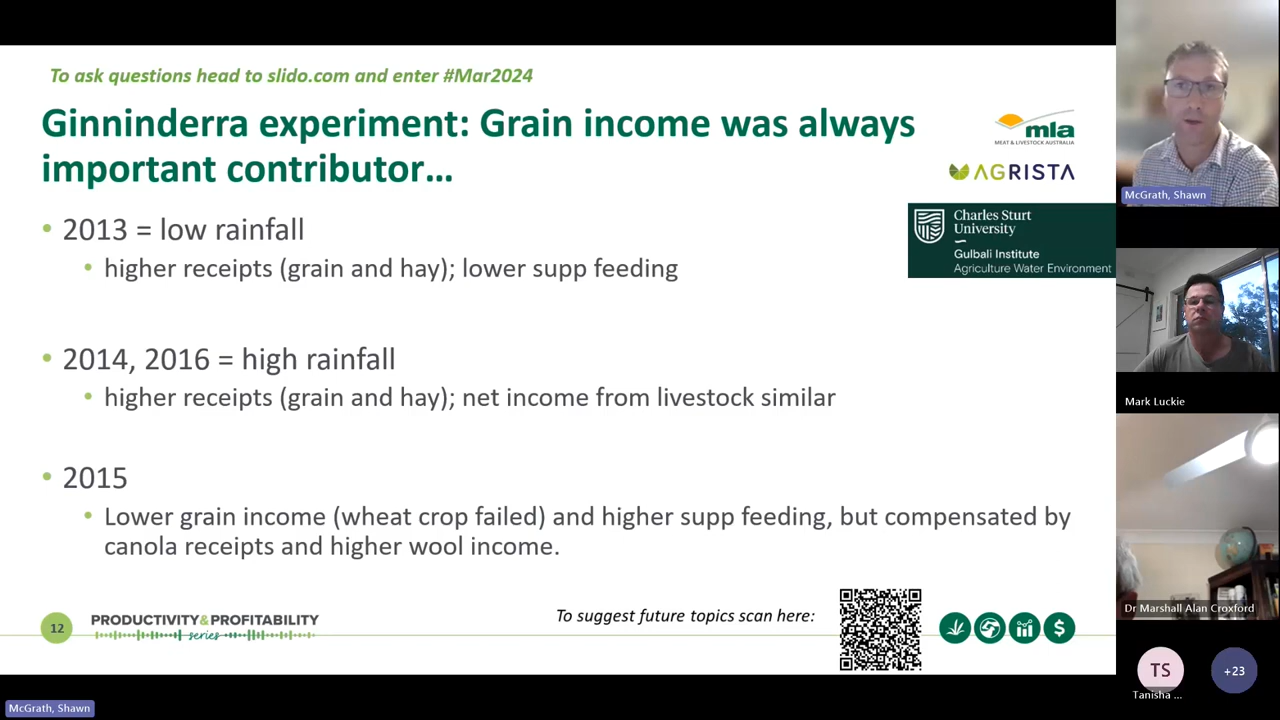 To ask questions head to slido.com and enter #Mar2024
Ginninderra experiment: Grain income was always
important contributor…
mla
MEAT & LIVESTOCK AUSTRALIA
AGRISTA
Charles Sturt
University
Gulbali Institute
Agriculture Water Environment
• 2013 = low rainfall
• higher receipts (grain and hay); lower supp feeding
• 2014, 2016 = high rainfall
• higher receipts (grain and hay); net income from livestock similar
• 2015
• Lower grain income (wheat crop failed) and higher supp feeding, but compensated by
canola receipts and higher wool income.
12
PRODUCTIVITY&PROFITABILITY
series
To suggest future topics scan here:
$
McGrath, Shawn
Mark Luckie
Dr Marshall Alan Croxford
TS
Tanisha ...
+23
McGrath, Shawn